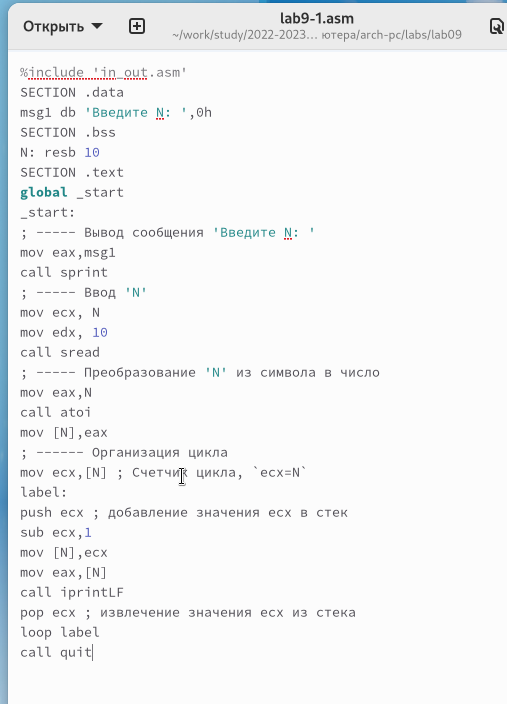 Открыть
lab9-1.asm
~/work/study/2022-2023... ютера/arch-pc/labs/lab09
%include 'in_out.asm'
SECTION .data
msg1 db 'Введите N: ',0h
SECTION .bss
N: resb 10
SECTION .text
global _start
_start:
; ----- Вывод сообщения 'Введите N: '
mov eax,msg1
call sprint
; ----- Ввод 'N'
mov ecx, N
mov edx, 10
call sread
; ----- Преобразование 'N' из символа в число
mov eax,N
call atoi
mov [N],eax
; ------ Организация цикла
mov ecx,[N] ; Счетчик цикла, `ecx=N`
label:
push ecx ; добавление значения ecx в стек
sub ecx,1
mov [N],ecx
mov eax,[N]
call iprintLF
pop ecx ; извлечение значения ecx из стека
loop label
call quit